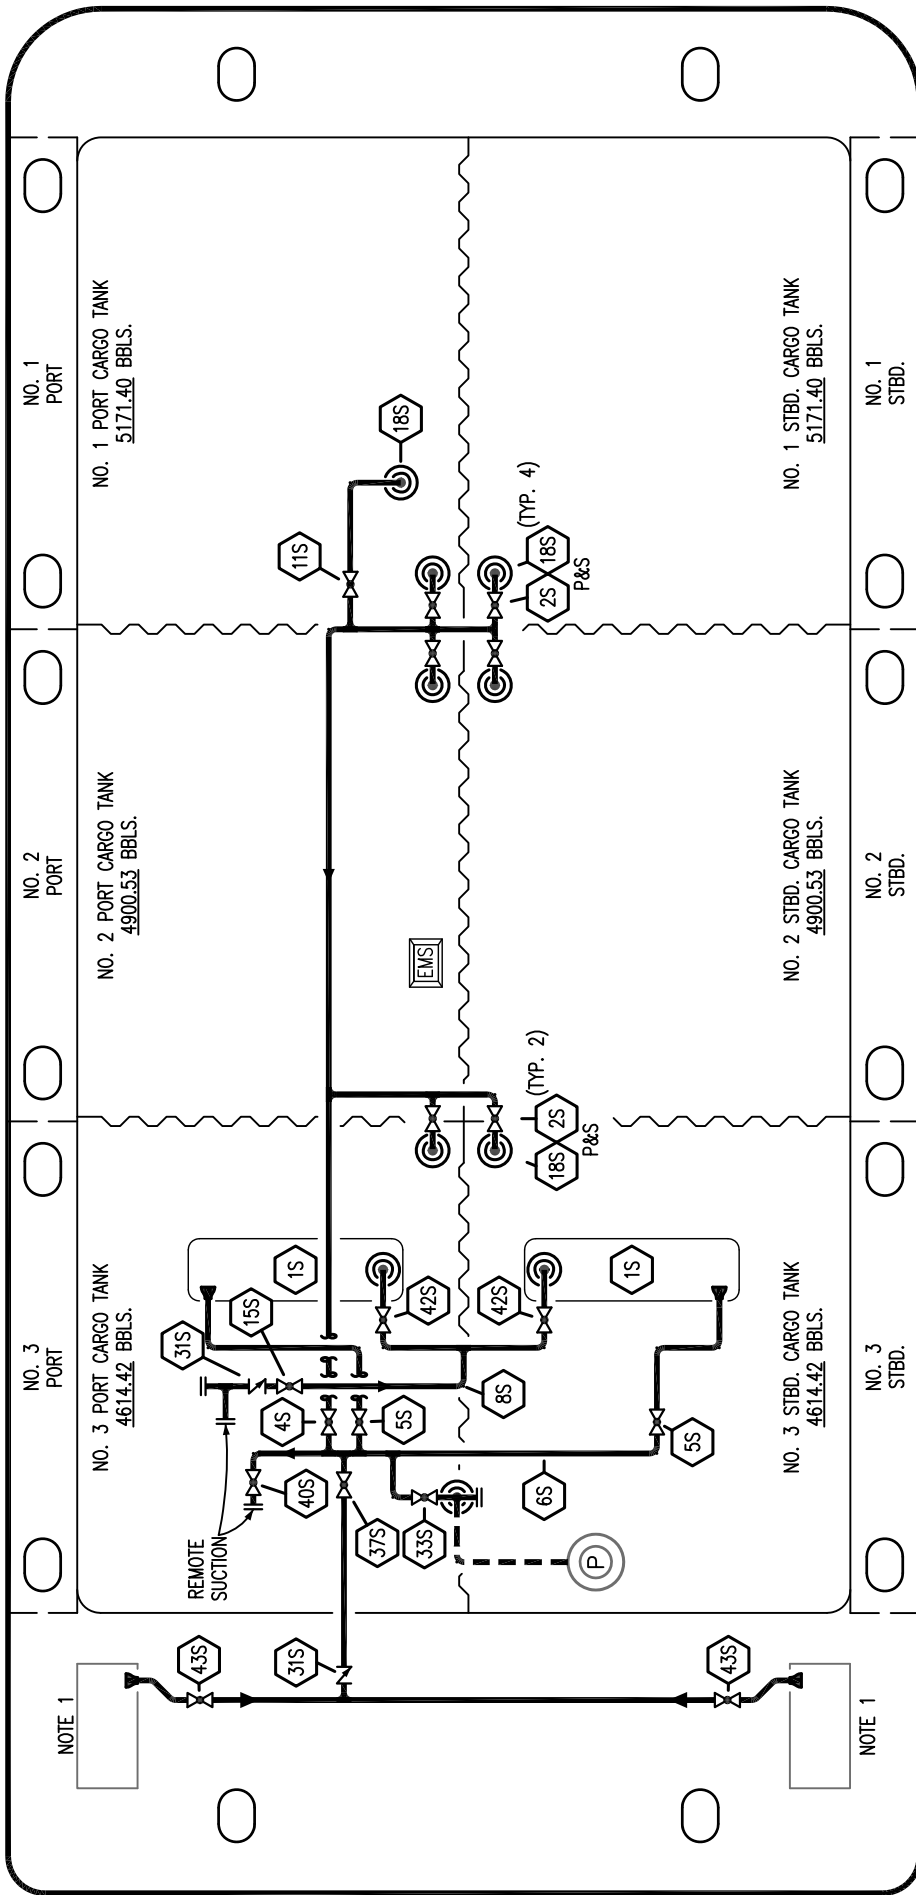 NO. 3
PORT
NO. 2
PORT
NO. 1
PORT
NO. 3 PORT CARGO TANK
4614.42 BBLS.
NO. 2 PORT CARGO TANK
4900.53 BBLS.
NO. 1 PORT CARGO TANK
5171.40 BBLS.
NOTE 1
43S
REMOTE
SUCTION
31S
15S
1S
40S
4S
31S
37S
5S
42S
33S
8S
42S
6S
P
5S
1S
18S
2S
P&S
(TYP. 2)
EMS
11S
18S
2S
18S
P&S
(TYP. 4)
43S
NOTE 1
NO. 3 STBD. CARGO TANK
4614.42 BBLS.
NO. 2 STBD. CARGO TANK
4900.53 BBLS.
NO. 1 STBD. CARGO TANK
5171.40 BBLS.
NO. 3
STBD.
NO. 2
STBD.
NO. 1
STBD.